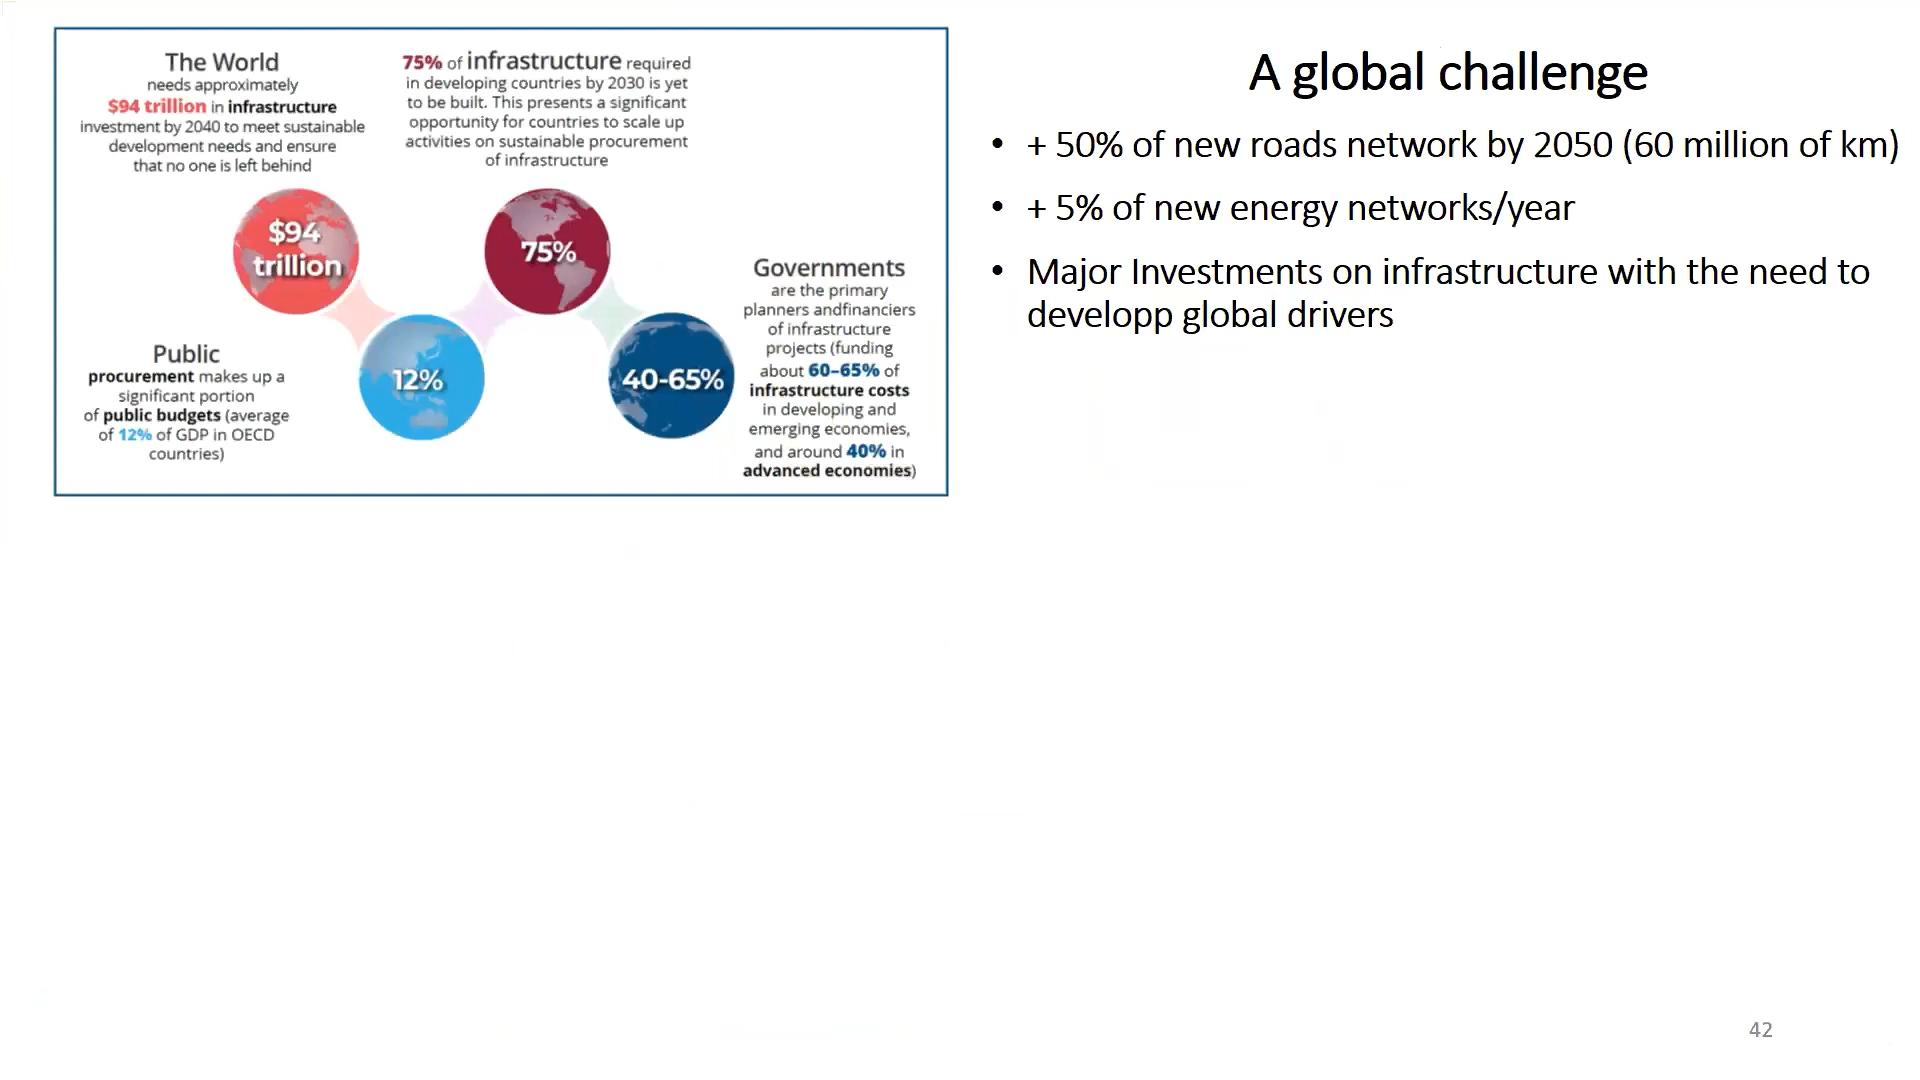 The World
needs approximately
$94 trillion in infrastructure
investment by 2040 to meet sustainable
development needs and ensure
that no one is left behind
75% of infrastructure required
in developing countries by 2030 is yet
to be built. This presents a significant
opportunity for countries to scale up
activities on sustainable procurement
of infrastructure
$94
trillion
75%
12%
40-65%
Public
procurement makes up a
significant portion
of public budgets (average
of 12% of GDP in OECD
countries)
Governments
are the primary
planners andfinanciers
of infrastructure
projects (funding
about 60–65% of
infrastructure costs
in developing and
emerging economies,
and around 40% in
advanced economies)
A global challenge
• + 50% of new roads network by 2050 (60 million of km)
• + 5% of new energy networks/year
• Major Investments on infrastructure with the need to
developp global drivers
42